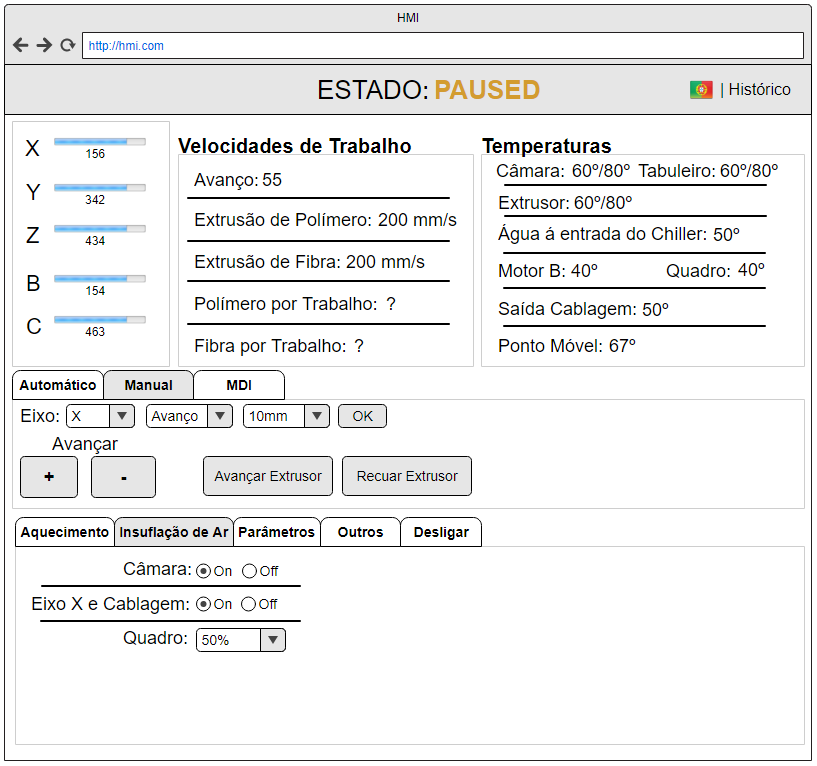 HMI
http://hmi.com
ESTADO: PAUSED
| Histórico
X
156
Y
342
Z
434
B
154
C
463
Velocidades de Trabalho
Avanço: 55
Extrusão de Polímero: 200 mm/s
Extrusão de Fibra: 200 mm/s
Polímero por Trabalho: ?
Fibra por Trabalho: ?
Temperaturas
Câmara: 60º/80º Tabuleiro: 60º/80º
Extrusor: 60º/80º
Água á entrada do Chiller: 50º
Motor B: 40º Quadro: 40º
Saída Cablagem: 50º
Ponto Móvel: 67º
Automático Manual MDI
Eixo: X Avanço 10mm OK
Avançar
+ - Avançar Extrusor Recuar Extrusor
Aquecimento Insuflação de Ar Parâmetros Outros Desligar
Câmara: On Off
Eixo X e Cablagem: On Off
Quadro: 50%